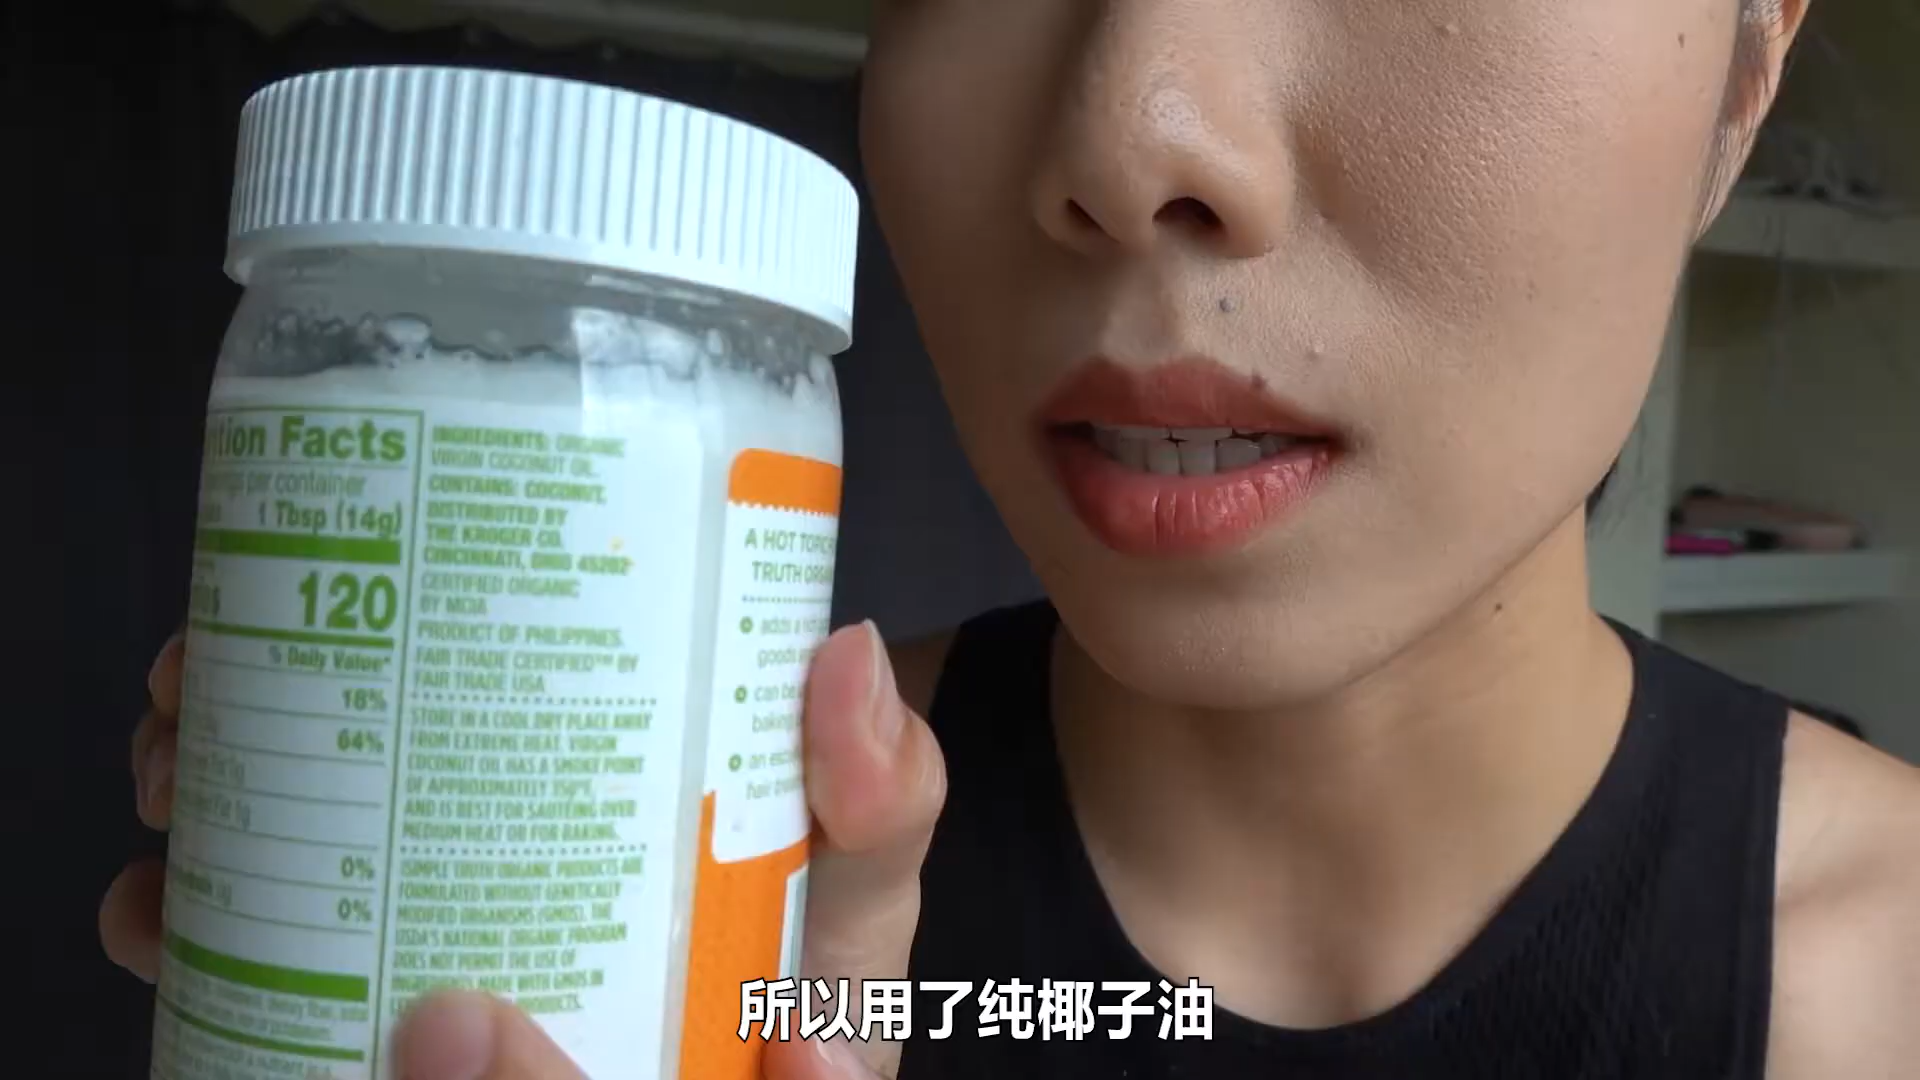 tion Facts
per container
1 Tbsp (14g)
120
% Daily Value*
18%
64%
0%
0%
INGREDIENTS: ORGANIC
VIRGIN COCONUT OIL.
CONTAINS: COCONUT.
DISTRIBUTED BY
THE KROGER CO.
CINCINNATI, OHIO 45202
CERTIFIED ORGANIC
BY MOIA
PRODUCT OF PHILIPPINES.
FAIR TRADE CERTIFIED™ BY
FAIR TRADE USA
STORE IN A COOL DRY PLACE AWAY
FROM EXTREME HEAT. VIRGIN
COCONUT OIL HAS A SMOKE POINT
OF APPROXIMATELY 350°F,
AND IS BEST FOR SAUTEING OVER
MEDIUM HEAT OR FOR BAKING.
SIMPLE TRUTH ORGANIC PRODUCTS ARE
FORMULATED WITHOUT GENETICALLY
MODIFIED ORGANISMS (GMOS). THE
USDA'S NATIONAL ORGANIC PROGRAM
DOES NOT PERMIT THE USE OF
INGREDIENTS MADE WITH GMOS IN
PRODUCTS.
A HOT TOPIC
TRUTH ORGA
adds a
goods
can be
baking
an
hair
所以用了纯椰子油